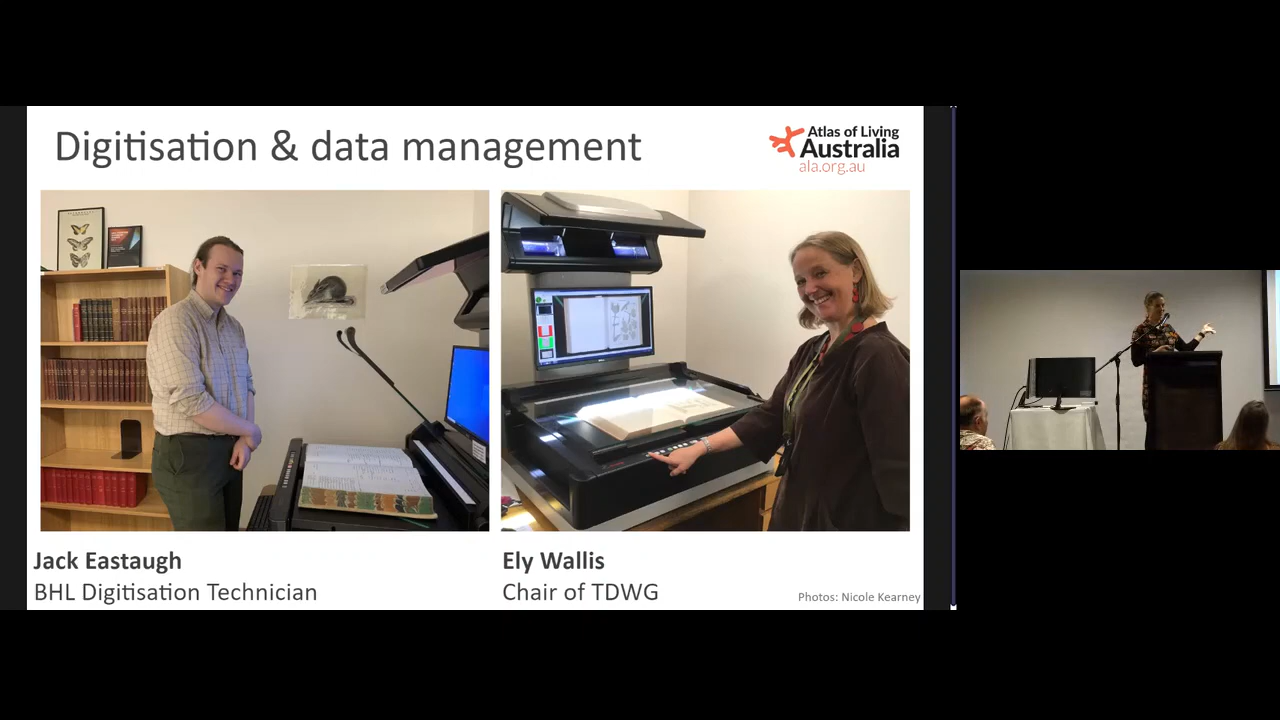 Digitisation & data management
Atlas of Living
Australia
ala.org.au
Jack Eastaugh
BHL Digitisation Technician
Ely Wallis
Chair of TDWG
Photos: Nicole Kearney